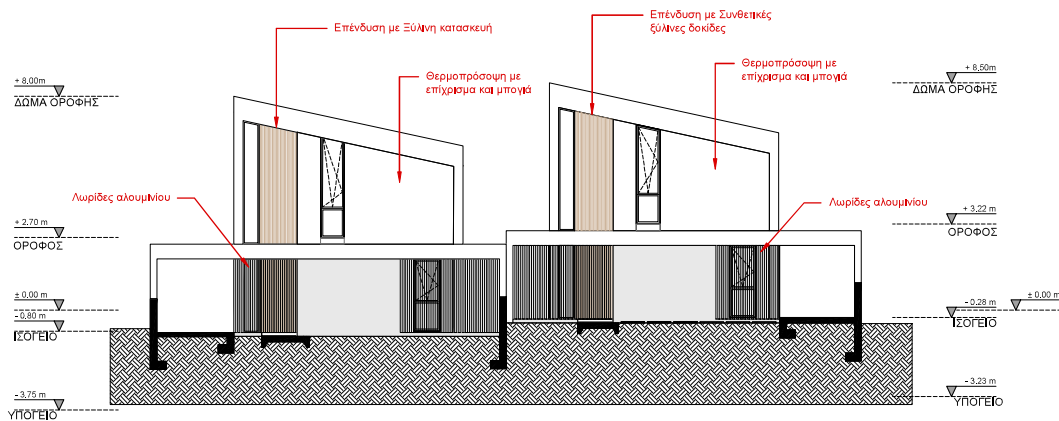 Επένδυση με Ξύλινη κατασκευή
Επένδυση με Συνθετικές
ξύλινες δοκίδες
Θερμοπρόσοψη με
επίχρισμα και μπογιά
Θερμοπρόσοψη με
επίχρισμα και μπογιά
+ 8,00m
ΔΩΜΑ ΟΡΟΦΗΣ
+ 8,50m
ΔΩΜΑ ΟΡΟΦΗΣ
Λωρίδες αλουμινίου
Λωρίδες αλουμινίου
+ 2.70 m
ΟΡΟΦΟΣ
+ 3.22 m
ΟΡΟΦΟΣ
± 0,00 m
- 0,80 m
ΙΣΟΓΕΙΟ
± 0,00 m
- 0.28 m
ΙΣΟΓΕΙΟ
- 3.75 m
ΥΠΟΓΕΙΟ
- 3.23 m
ΥΠΟΓΕΙΟ